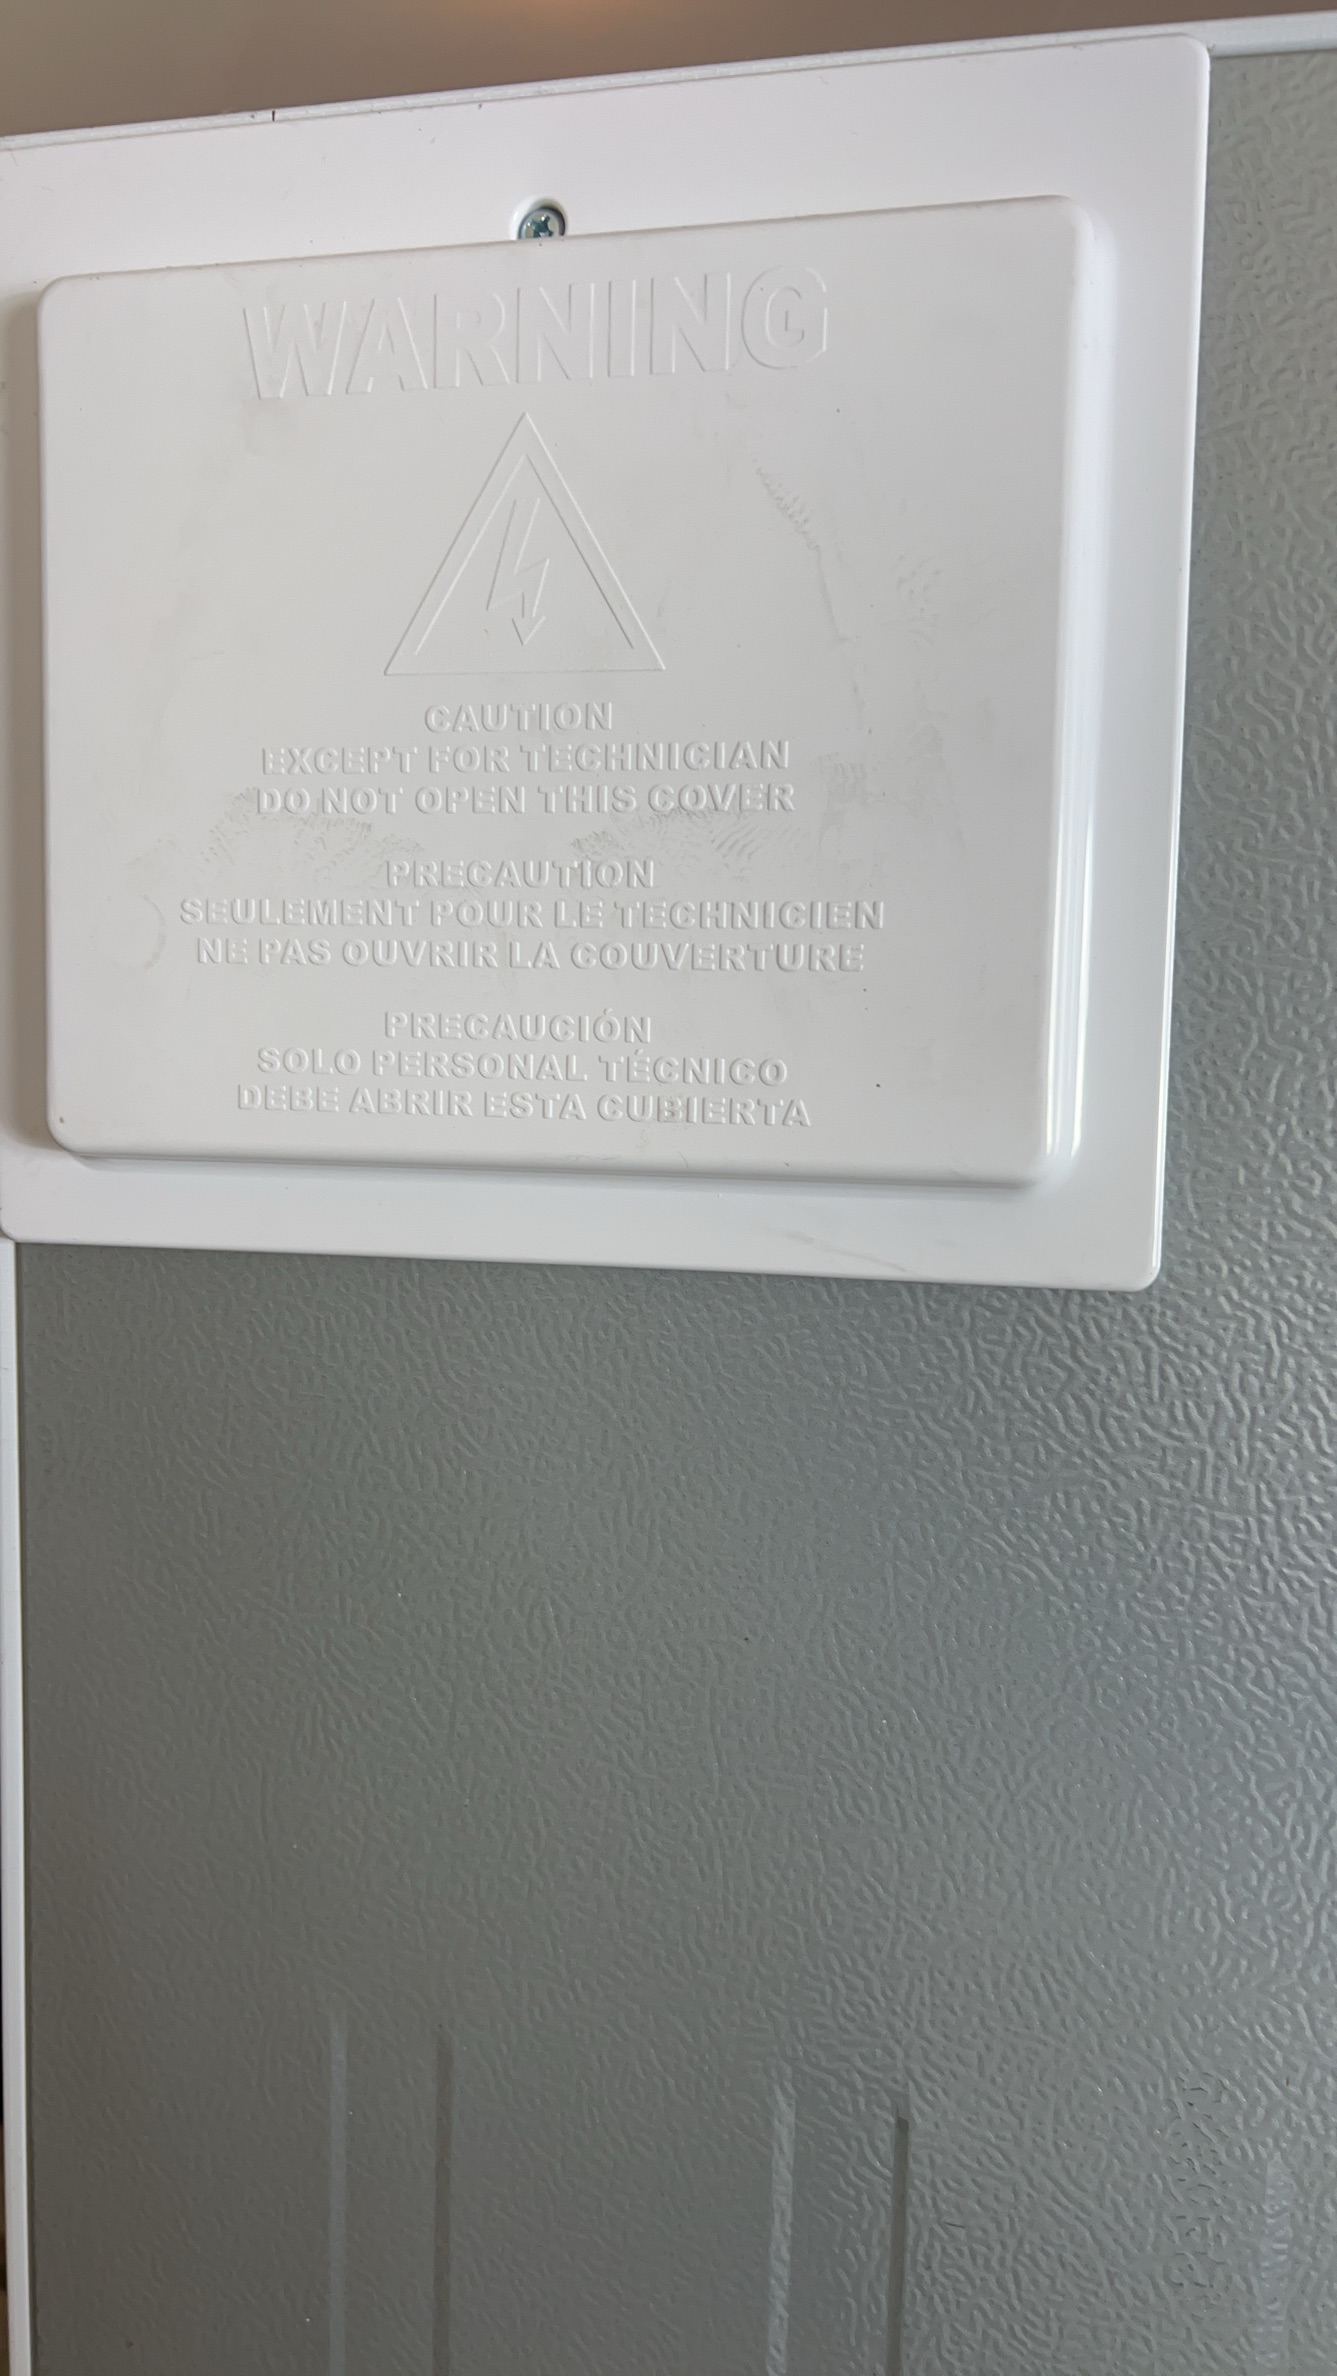 WARNING
CAUTION
EXCEPT FOR TECHNICIAN
DO NOT OPEN THIS COVER
PRECAUTION
SEULEMENT POUR LE TECHNICIEN
NE PAS OUVRIR LA COUVERTURE
PRECAUCIÓN
SOLO PERSONAL TÉCNICO
DEBE ABRIR ESTA CUBIERTA